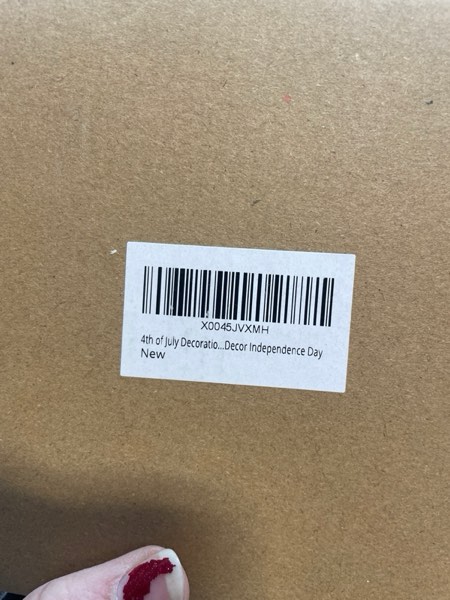 X0045JVXMH
4th of July Decoratio...Decor Independence Day
New